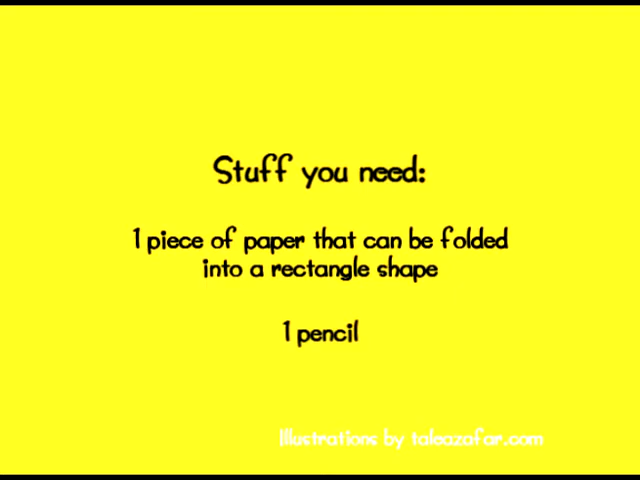 Stuff you need:
1 piece of paper that can be folded
into a rectangle shape
1 pencil
Illustrations by taleazafar.com